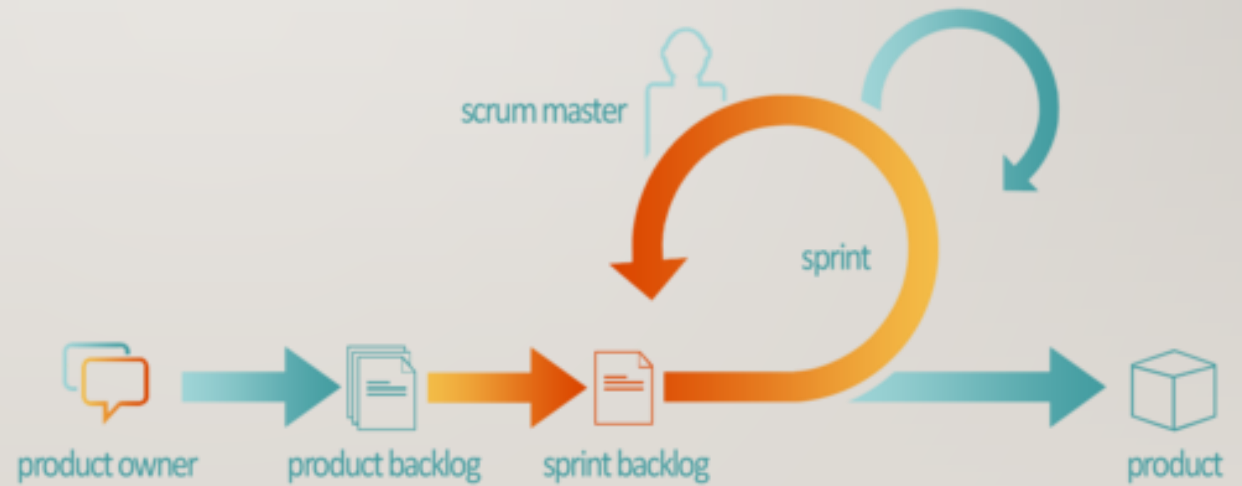 scrum master
sprint
product owner
product backlog
sprint backlog
product